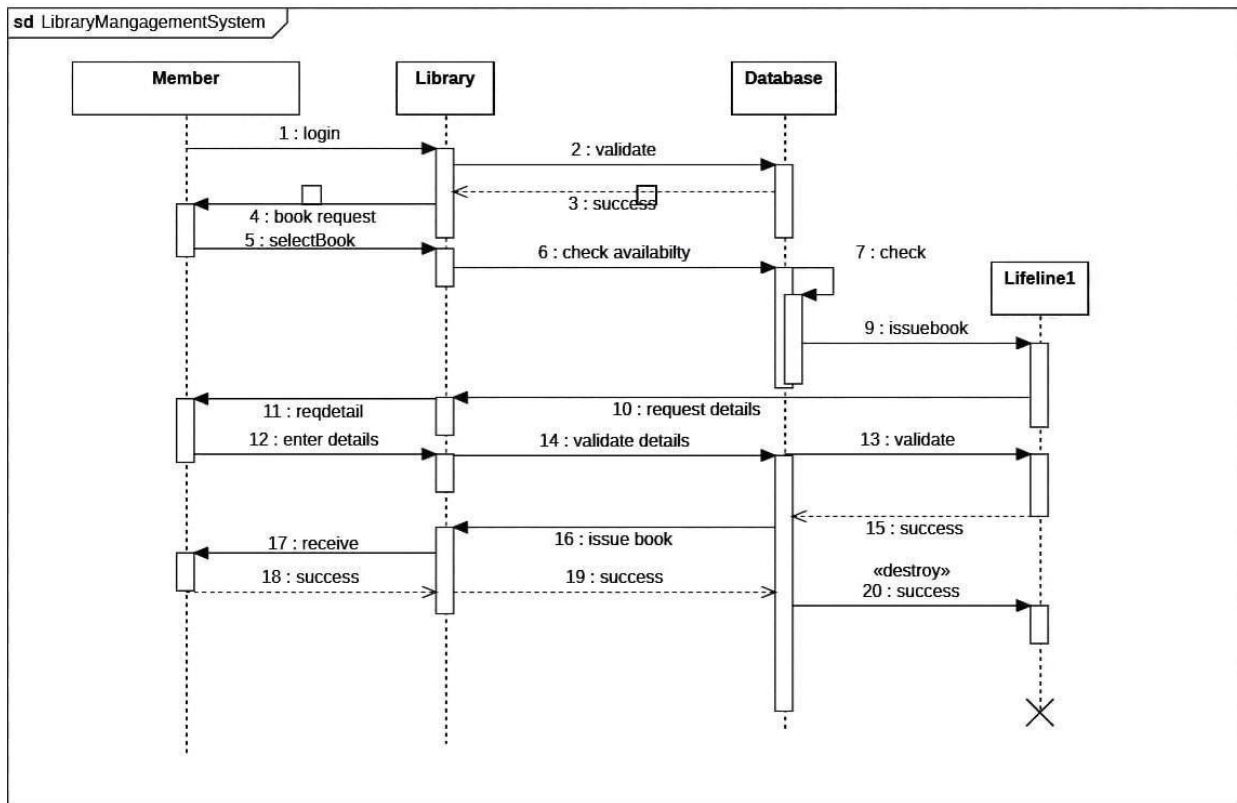 sd LibraryMangagementSystem
Member
Library
Database
1 : login
2 : validate
3 : success
4 : book request
5 : selectBook
6 : check availabilty
7 : check
Lifeline1
9 : issuebook
10 : request details
11 : reqdetail
12 : enter details
14 : validate details
13 : validate
15 : success
16 : issue book
17 : receive
18 : success
19 : success
«destroy»
20 : success